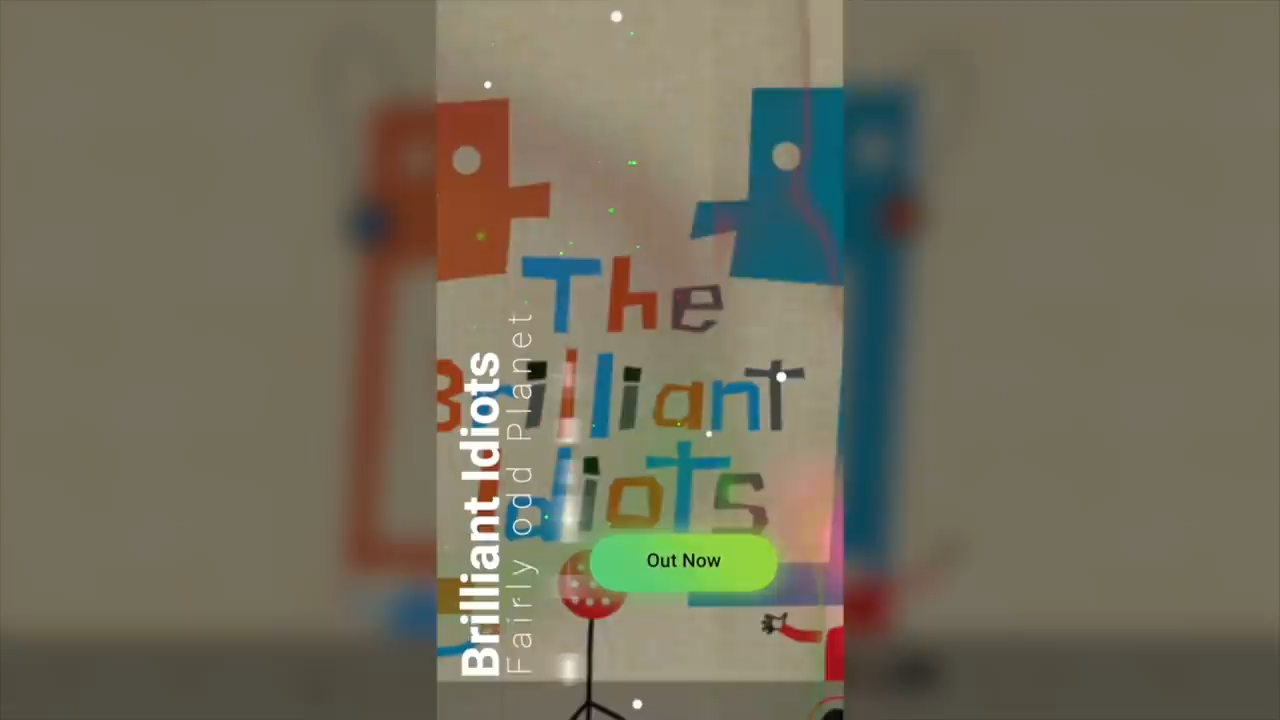 The
Brilliant
Idiots
Brilliant Idiots
Fairly odd Planet
Out Now